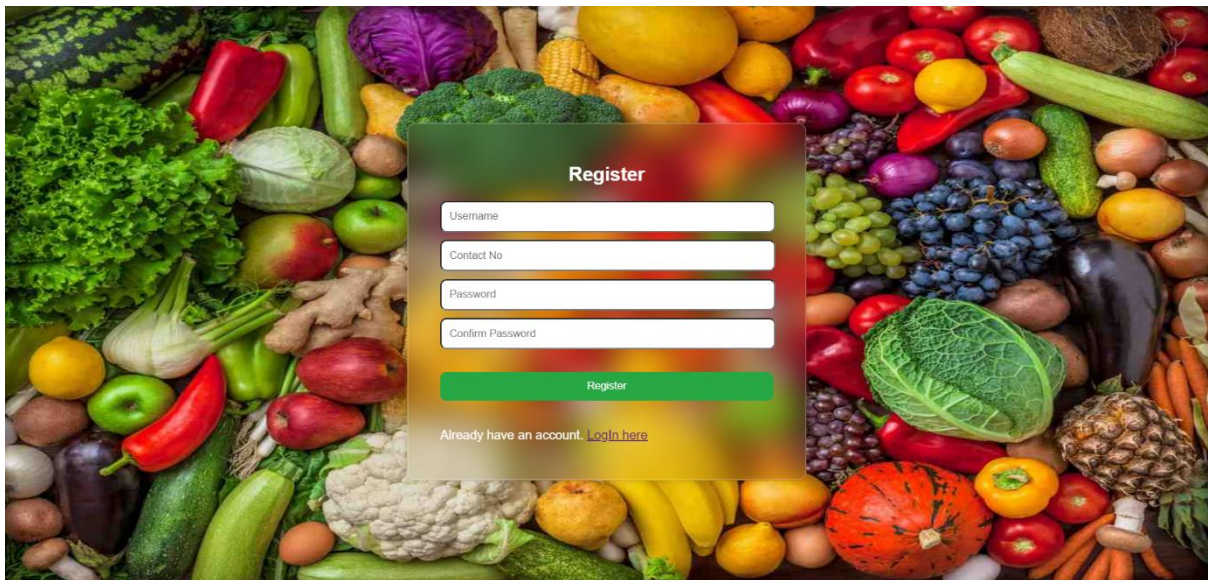 Register
Username
Contact No
Password
Confirm Password
Register
Already have an account. LogIn here